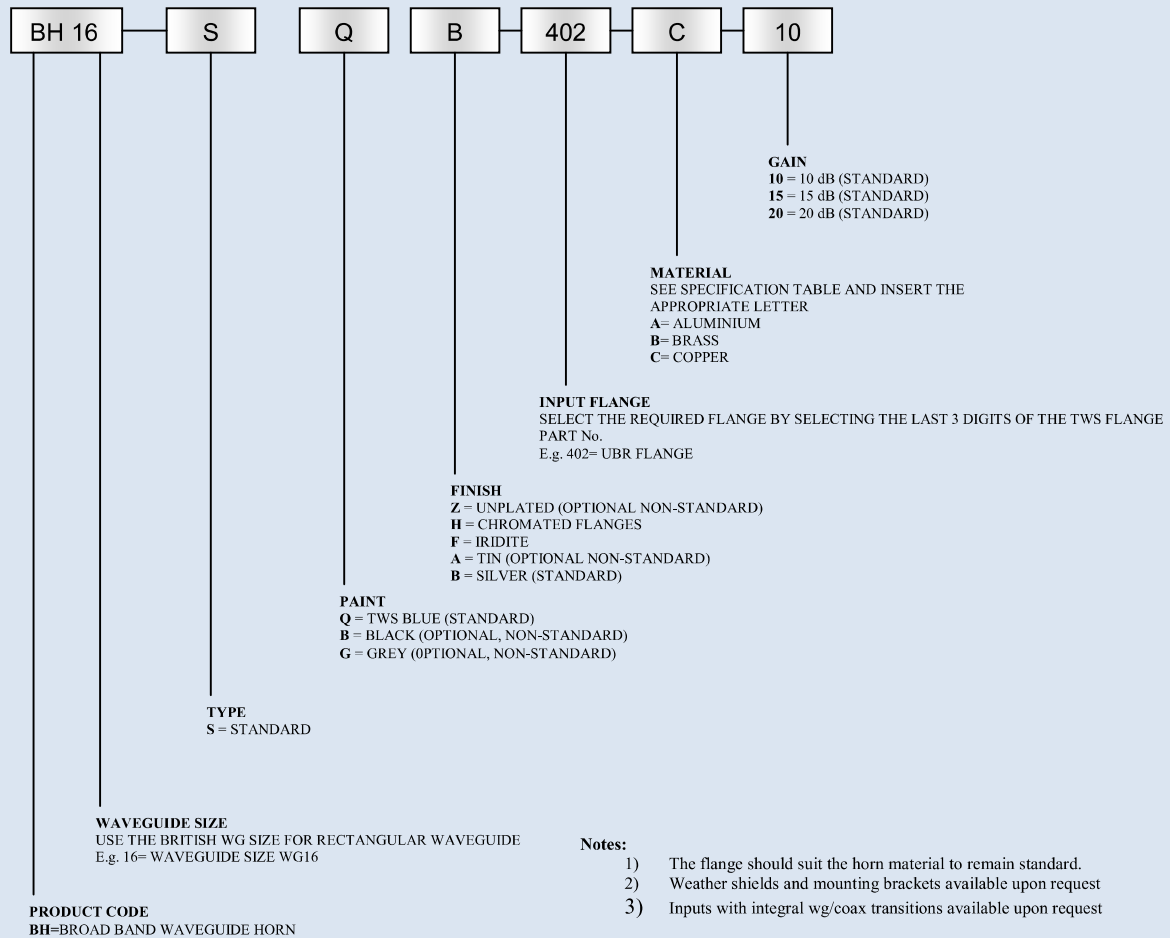 BH 16
S
Q
B
402
C
10
GAIN
10 = 10 dB (STANDARD)
15 = 15 dB (STANDARD)
20 = 20 dB (STANDARD)
MATERIAL
SEE SPECIFICATION TABLE AND INSERT THE
APPROPRIATE LETTER
A= ALUMINIUM
B= BRASS
C= COPPER
INPUT FLANGE
SELECT THE REQUIRED FLANGE BY SELECTING THE LAST 3 DIGITS OF THE TWS FLANGE
PART No.
E.g. 402= UBR FLANGE
FINISH
Z = UNPLATED (OPTIONAL NON-STANDARD)
H = CHROMATED FLANGES
F = IRIDITE
A = TIN (OPTIONAL NON-STANDARD)
B = SILVER (STANDARD)
PAINT
Q = TWS BLUE (STANDARD)
B = BLACK (OPTIONAL, NON-STANDARD)
G = GREY (0PTIONAL, NON-STANDARD)
TYPE
S = STANDARD
WAVEGUIDE SIZE
USE THE BRITISH WG SIZE FOR RECTANGULAR WAVEGUIDE
E.g. 16= WAVEGUIDE SIZE WG16
PRODUCT CODE
BH=BROAD BAND WAVEGUIDE HORN
Notes:
1) The flange should suit the horn material to remain standard.
2) Weather shields and mounting brackets available upon request
3) Inputs with integral wg/coax transitions available upon request